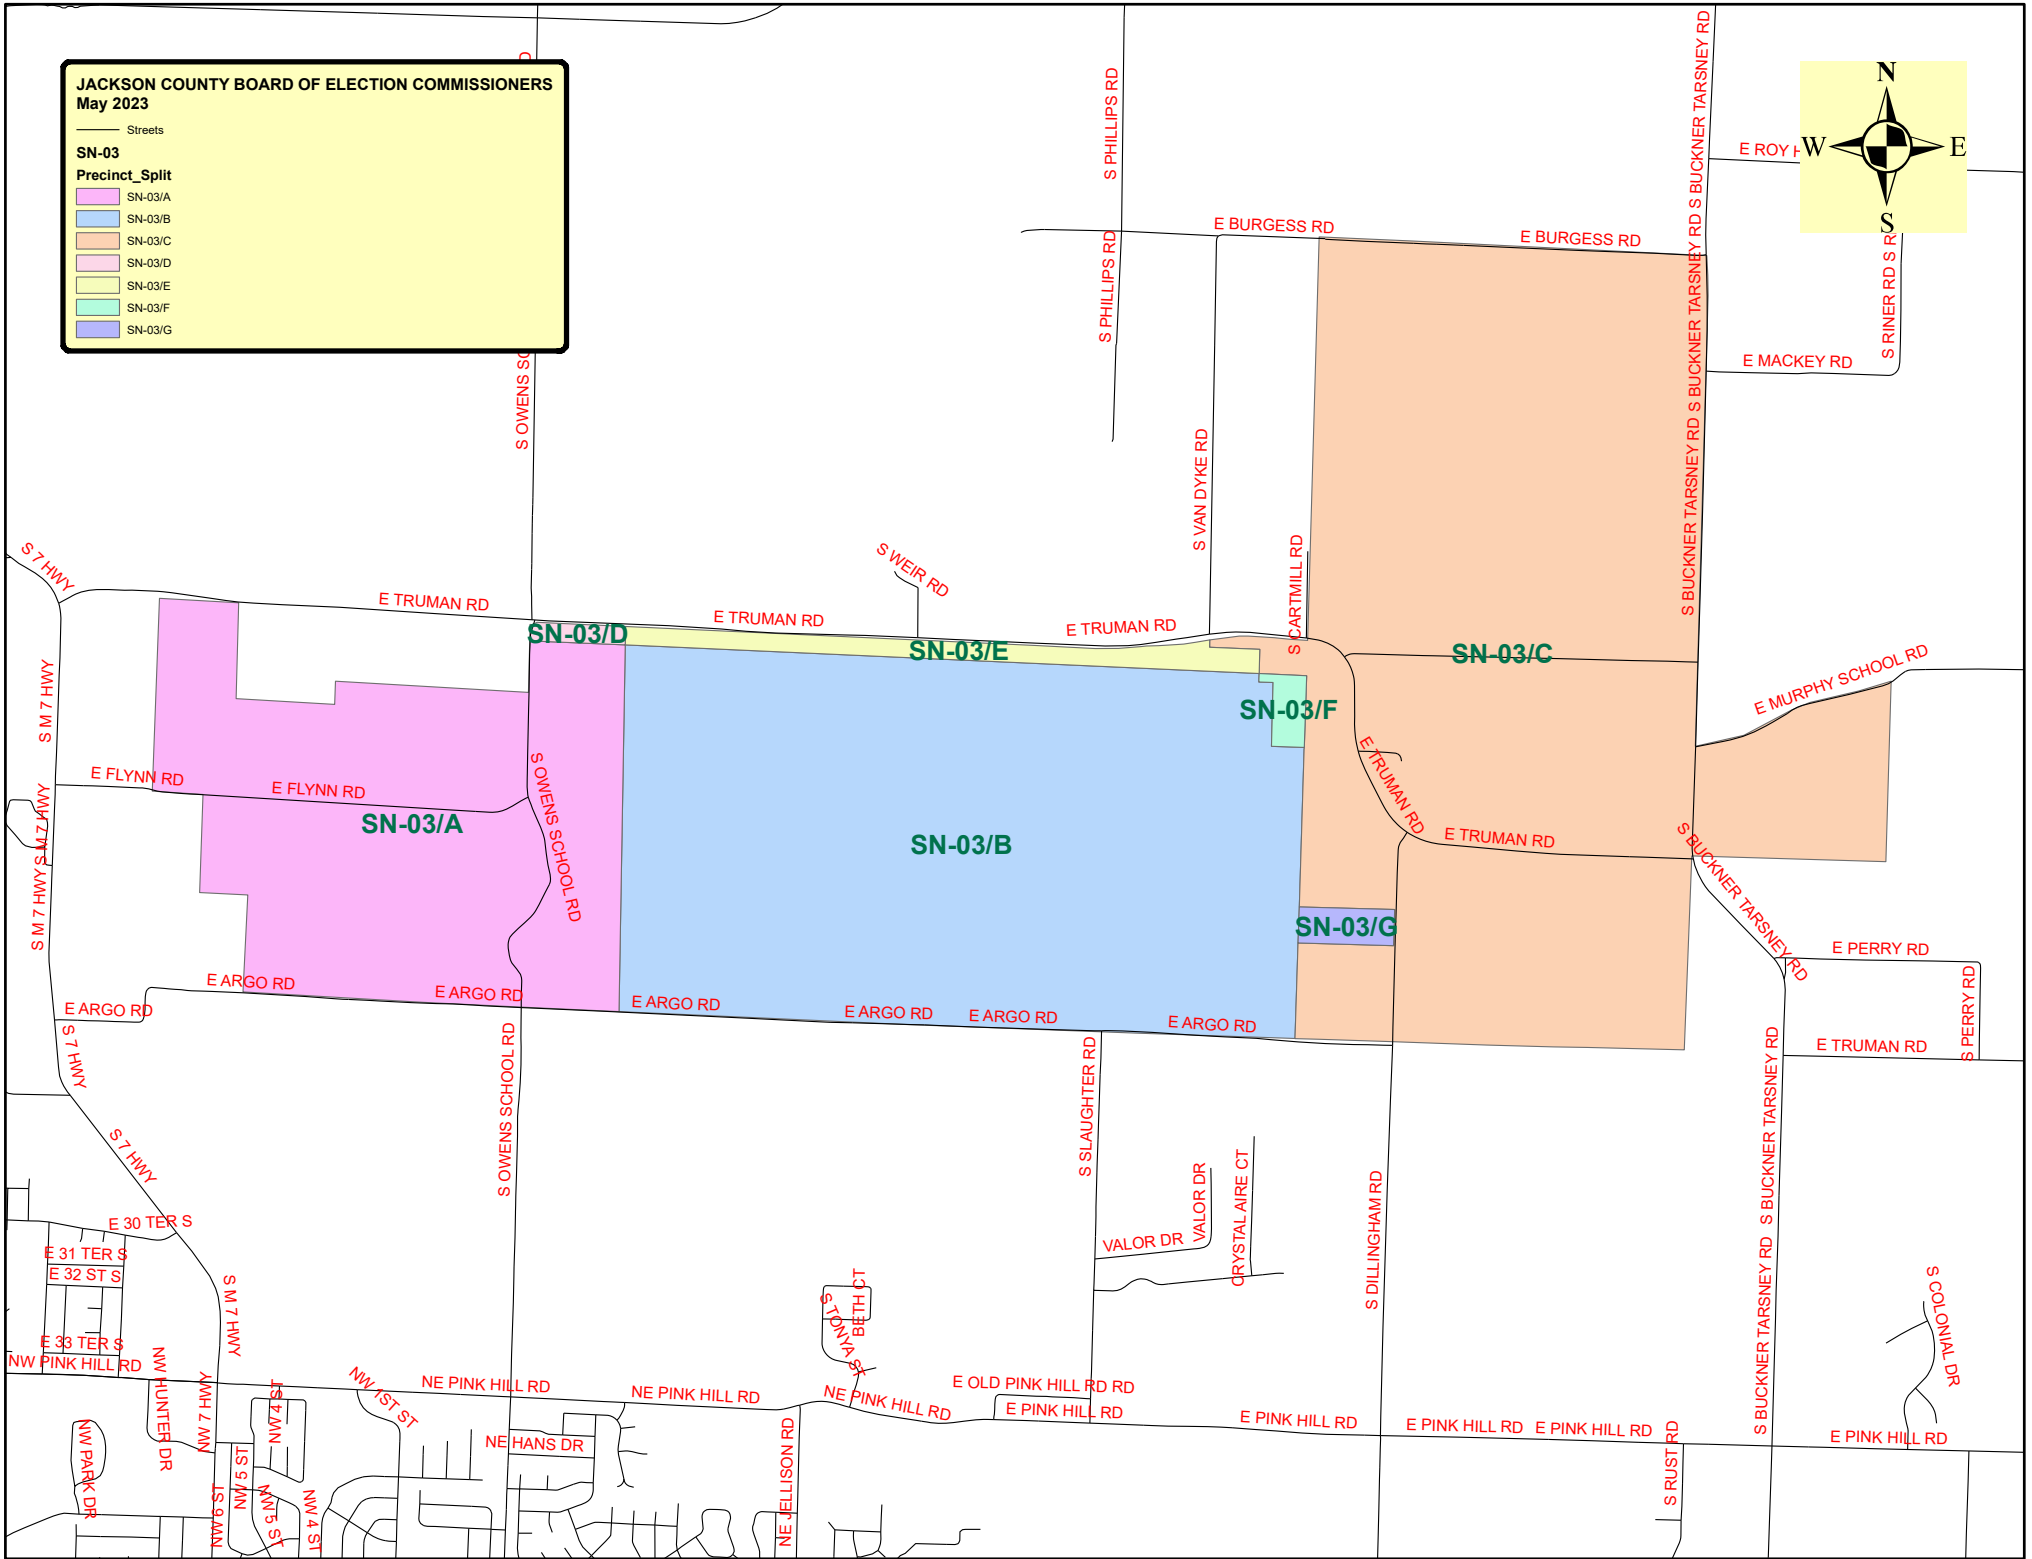 JACKSON COUNTY BOARD OF ELECTION COMMISSIONERS
May 2023
Streets
SN-03
Precinct_Split
SN-03/A
SN-03/B
SN-03/C
SN-03/D
SN-03/E
SN-03/F
SN-03/G
N
W
E
S
S OWENS SC
D
S PHILLIPS RD
S PHILLIPS RD
S BUCKNER TARSNEY RD
S BUCKNER TARSNEY RD
S BUCKNER TARSNEY RD
S BUCKNER TARSNEY RD
E ROY H
E BURGESS RD
E BURGESS RD
S RINER RD
S R
E MACKEY RD
S VAN DYKE RD
S CARTMILL RD
S WEIR RD
S 7 HWY
E TRUMAN RD
E TRUMAN RD
E TRUMAN RD
SN-03/D
SN-03/E
SN-03/C
SN-03/F
E MURPHY SCHOOL RD
S M 7 HWY
E FLYNN RD
E FLYNN RD
S OWENS SCHOOL RD
SN-03/A
SN-03/B
E TRUMAN RD
E TRUMAN RD
S BUCKNER TARSNEY RD
S M 7 HWY
S M 7 HWY
SN-03/G
E PERRY RD
S PERRY RD
E ARGO RD
E ARGO RD
E ARGO RD
E ARGO RD
E ARGO RD
E ARGO RD
E ARGO RD
E TRUMAN RD
S 7 HWY
S 7 HWY
S OWENS SCHOOL RD
S SLAUGHTER RD
S DILLINGHAM RD
S BUCKNER TARSNEY RD
S BUCKNER TARSNEY RD
VALOR DR
VALOR DR
CRYSTAL AIRE CT
E 30 TER S
E 31 TER S
E 32 ST S
E 33 TER S
S M 7 HWY
BETH CT
S TONYA ST
S COLONIAL DR
NW PINK HILL RD
NW HUNTER DR
NW 7 HWY
NW 4 ST
NW 1ST ST
NE PINK HILL RD
NE PINK HILL RD
NE PINK HILL RD
E OLD PINK HILL RD RD
E PINK HILL RD
E PINK HILL RD
E PINK HILL RD
E PINK HILL RD
E PINK HILL RD
NW PARK DR
NW 5 ST
NW 6 ST
NW 5 ST
NW 4 ST
NE HANS DR
NE JELLISON RD
S RUST RD